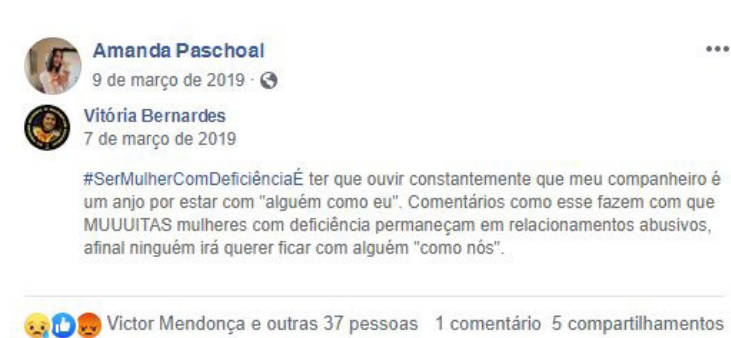 Amanda Paschoal
9 de março de 2019 ·
Vitória Bernardes
7 de março de 2019
#SerMulherComDeficiênciaÉ ter que ouvir constantemente que meu companheiro é
um anjo por estar com "alguém como eu". Comentários como esse fazem com que
MUUUITAS mulheres com deficiência permaneçam em relacionamentos abusivos,
afinal ninguém irá querer ficar com alguém "como nós".
Victor Mendonça e outras 37 pessoas 1 comentário 5 compartilhamentos